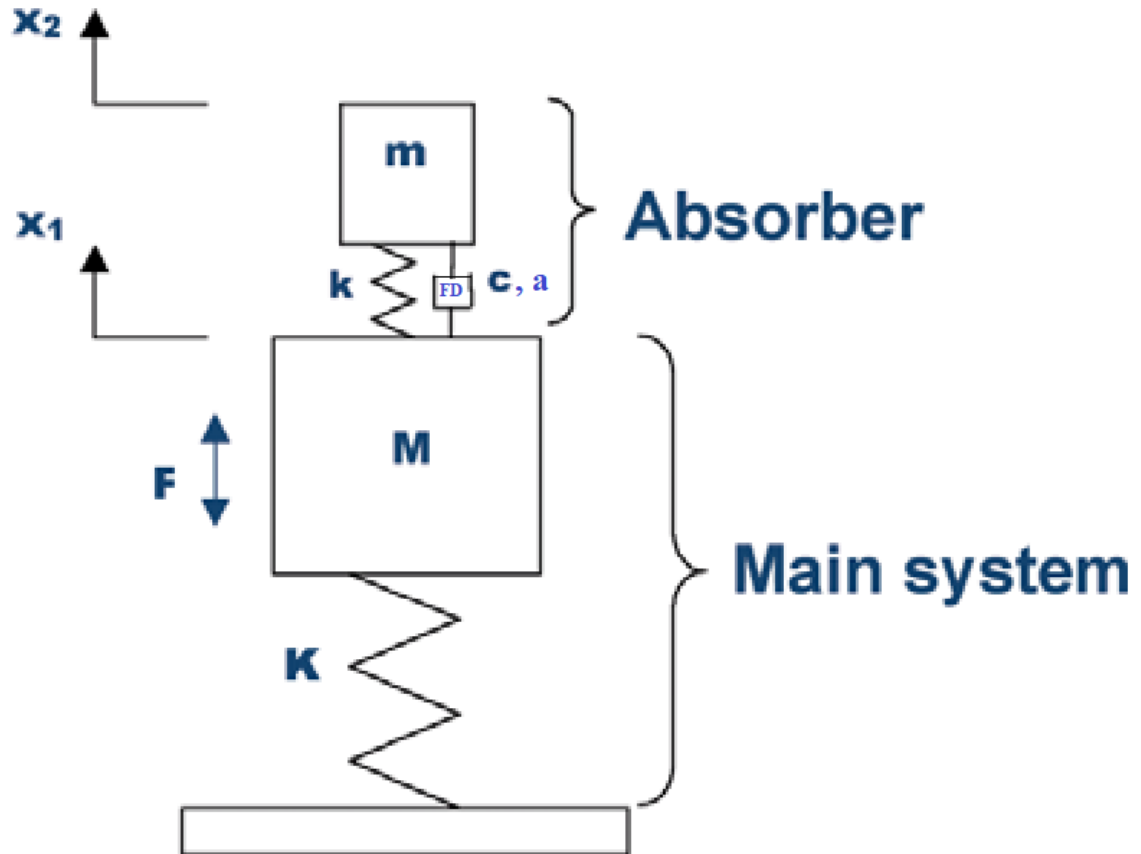 x₂
m
Absorber
x₁
k
FD
c, a
M
F
Main system
K